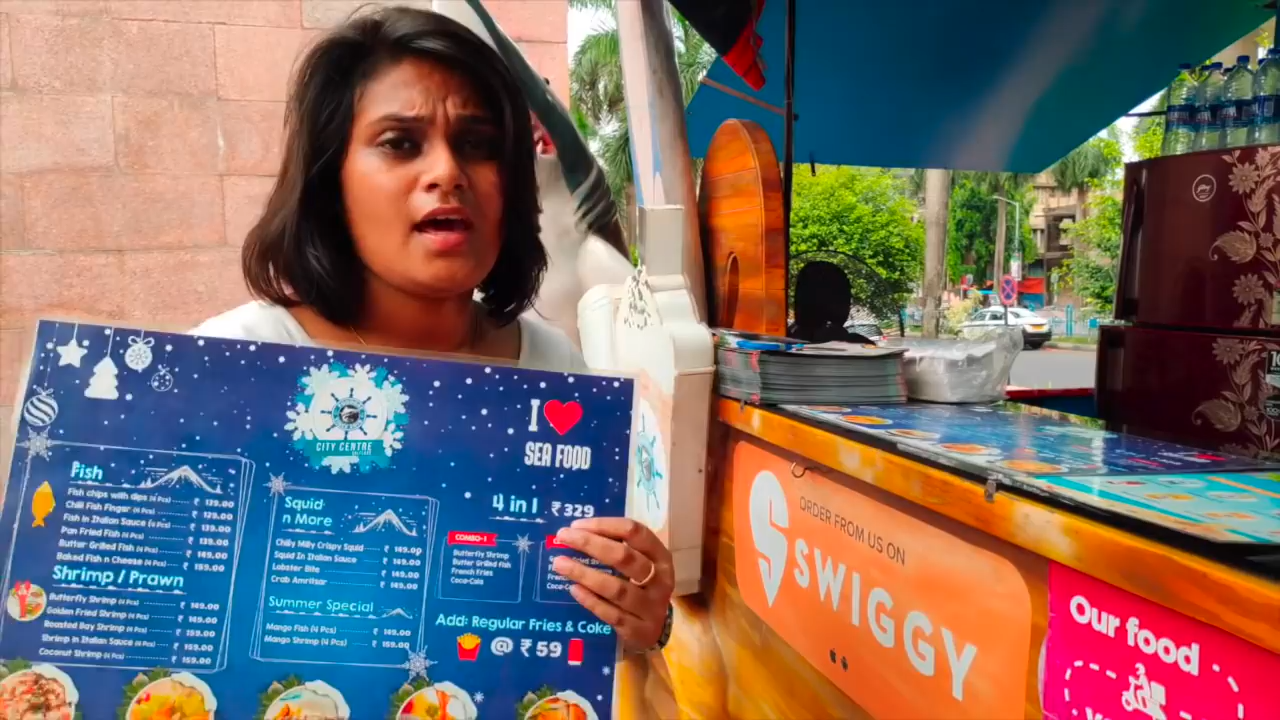 CITY CENTRE
I
SEA FOOD
4 in 1 ₹ 329
Fish
Fish chips with dips (4 Pcs) ₹ 139.00
Chilli Fish Finger (4 Pcs) ₹ 129.00
Fish in Italian Sauce (4 Pcs) ₹ 139.00
Pan Fried Fish (4 Pcs) ₹ 139.00
Butter Grilled Fish (4 Pcs) ₹ 149.00
Baked Fish n Cheese (4 Pcs) ₹ 159.00
Shrimp / Prawn
Butterfly Shrimp (4 Pcs) ₹ 149.00
Golden Fried Shrimp (4 Pcs) ₹ 149.00
Roasted Bay Shrimp (4 Pcs) ₹ 159.00
Shrimp in Italian Sauce (4 Pcs) ₹ 159.00
Coconut Shrimp (4 Pcs) ₹ 159.00
Squid
n More
Chilly Milly Crispy Squid ₹ 149.00
Squid In Italian Sauce ₹ 149.00
Lobster Bite ₹ 149.00
Crab Amritsar ₹ 149.00
Summer Special
Mango Fish (4 Pcs) ₹ 149.00
Mango Shrimp (4 Pcs) ₹ 159.00
COMBO-1
Butterfly Shrimp
Butter Grilled Fish
French Fries
Coca-Cola
Add: Regular Fries & Coke
@ ₹ 59
ORDER FROM US ON
SWIGGY
Our food